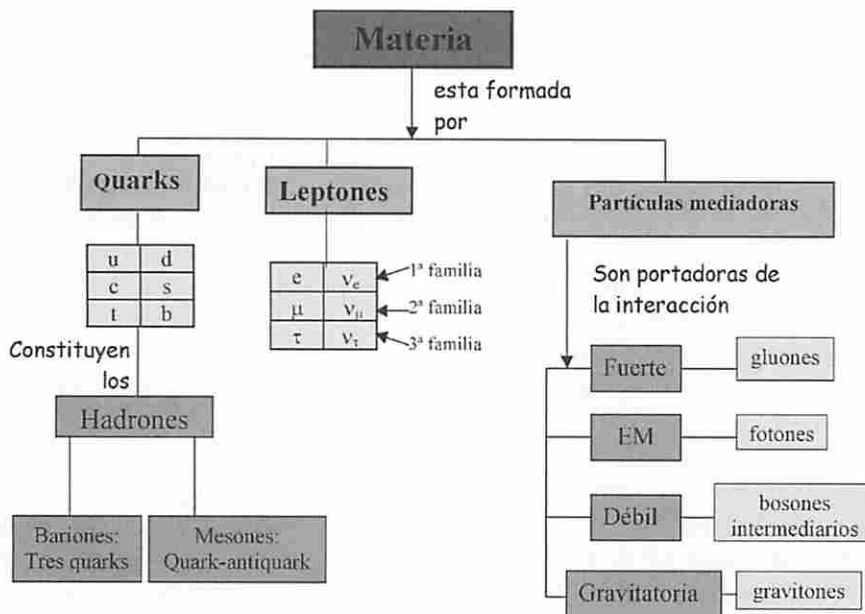 Materia
esta formada
por
Quarks
Leptones
Partículas mediadoras
u d
c s
t b
e νe
μ νμ
τ ντ
1ª familia
2ª familia
3ª familia
Son portadoras de
la interacción
Constituyen
los
Hadrones
Bariones:
Tres quarks
Mesones:
Quark-antiquark
Fuerte
gluones
EM
fotones
Débil
bosones
intermediarios
Gravitatoria
gravitones